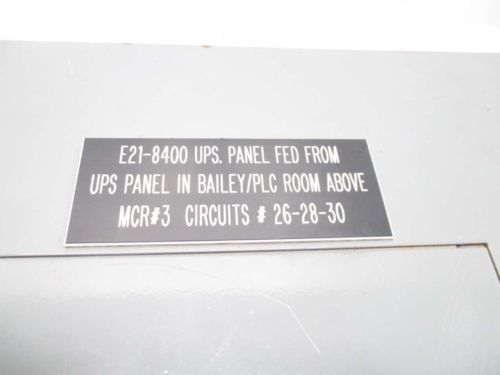 E21-8400 UPS. PANEL FED FROM
UPS PANEL IN BAILEY/PLC ROOM ABOVE
MCR#3 CIRCUITS # 26-28-30